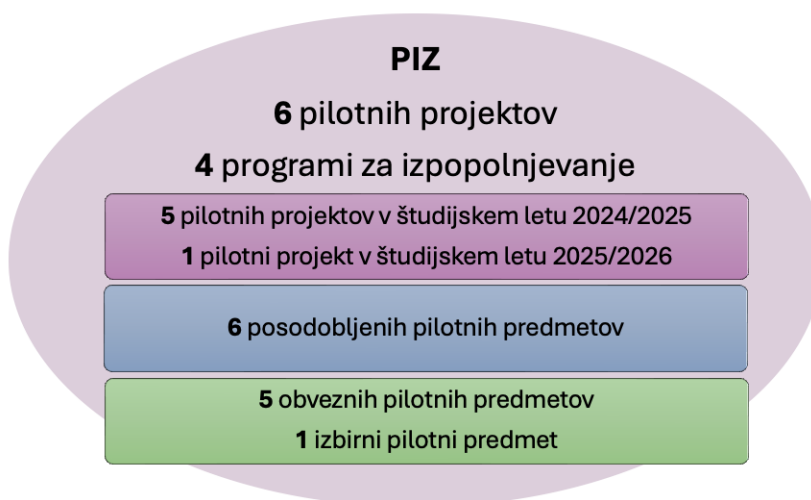 PIZ
6 pilotnih projektov
4 programi za izpopolnjevanje
5 pilotnih projektov v študijskem letu 2024/2025
1 pilotni projekt v študijskem letu 2025/2026
6 posodobljenih pilotnih predmetov
5 obveznih pilotnih predmetov
1 izbirni pilotni predmet